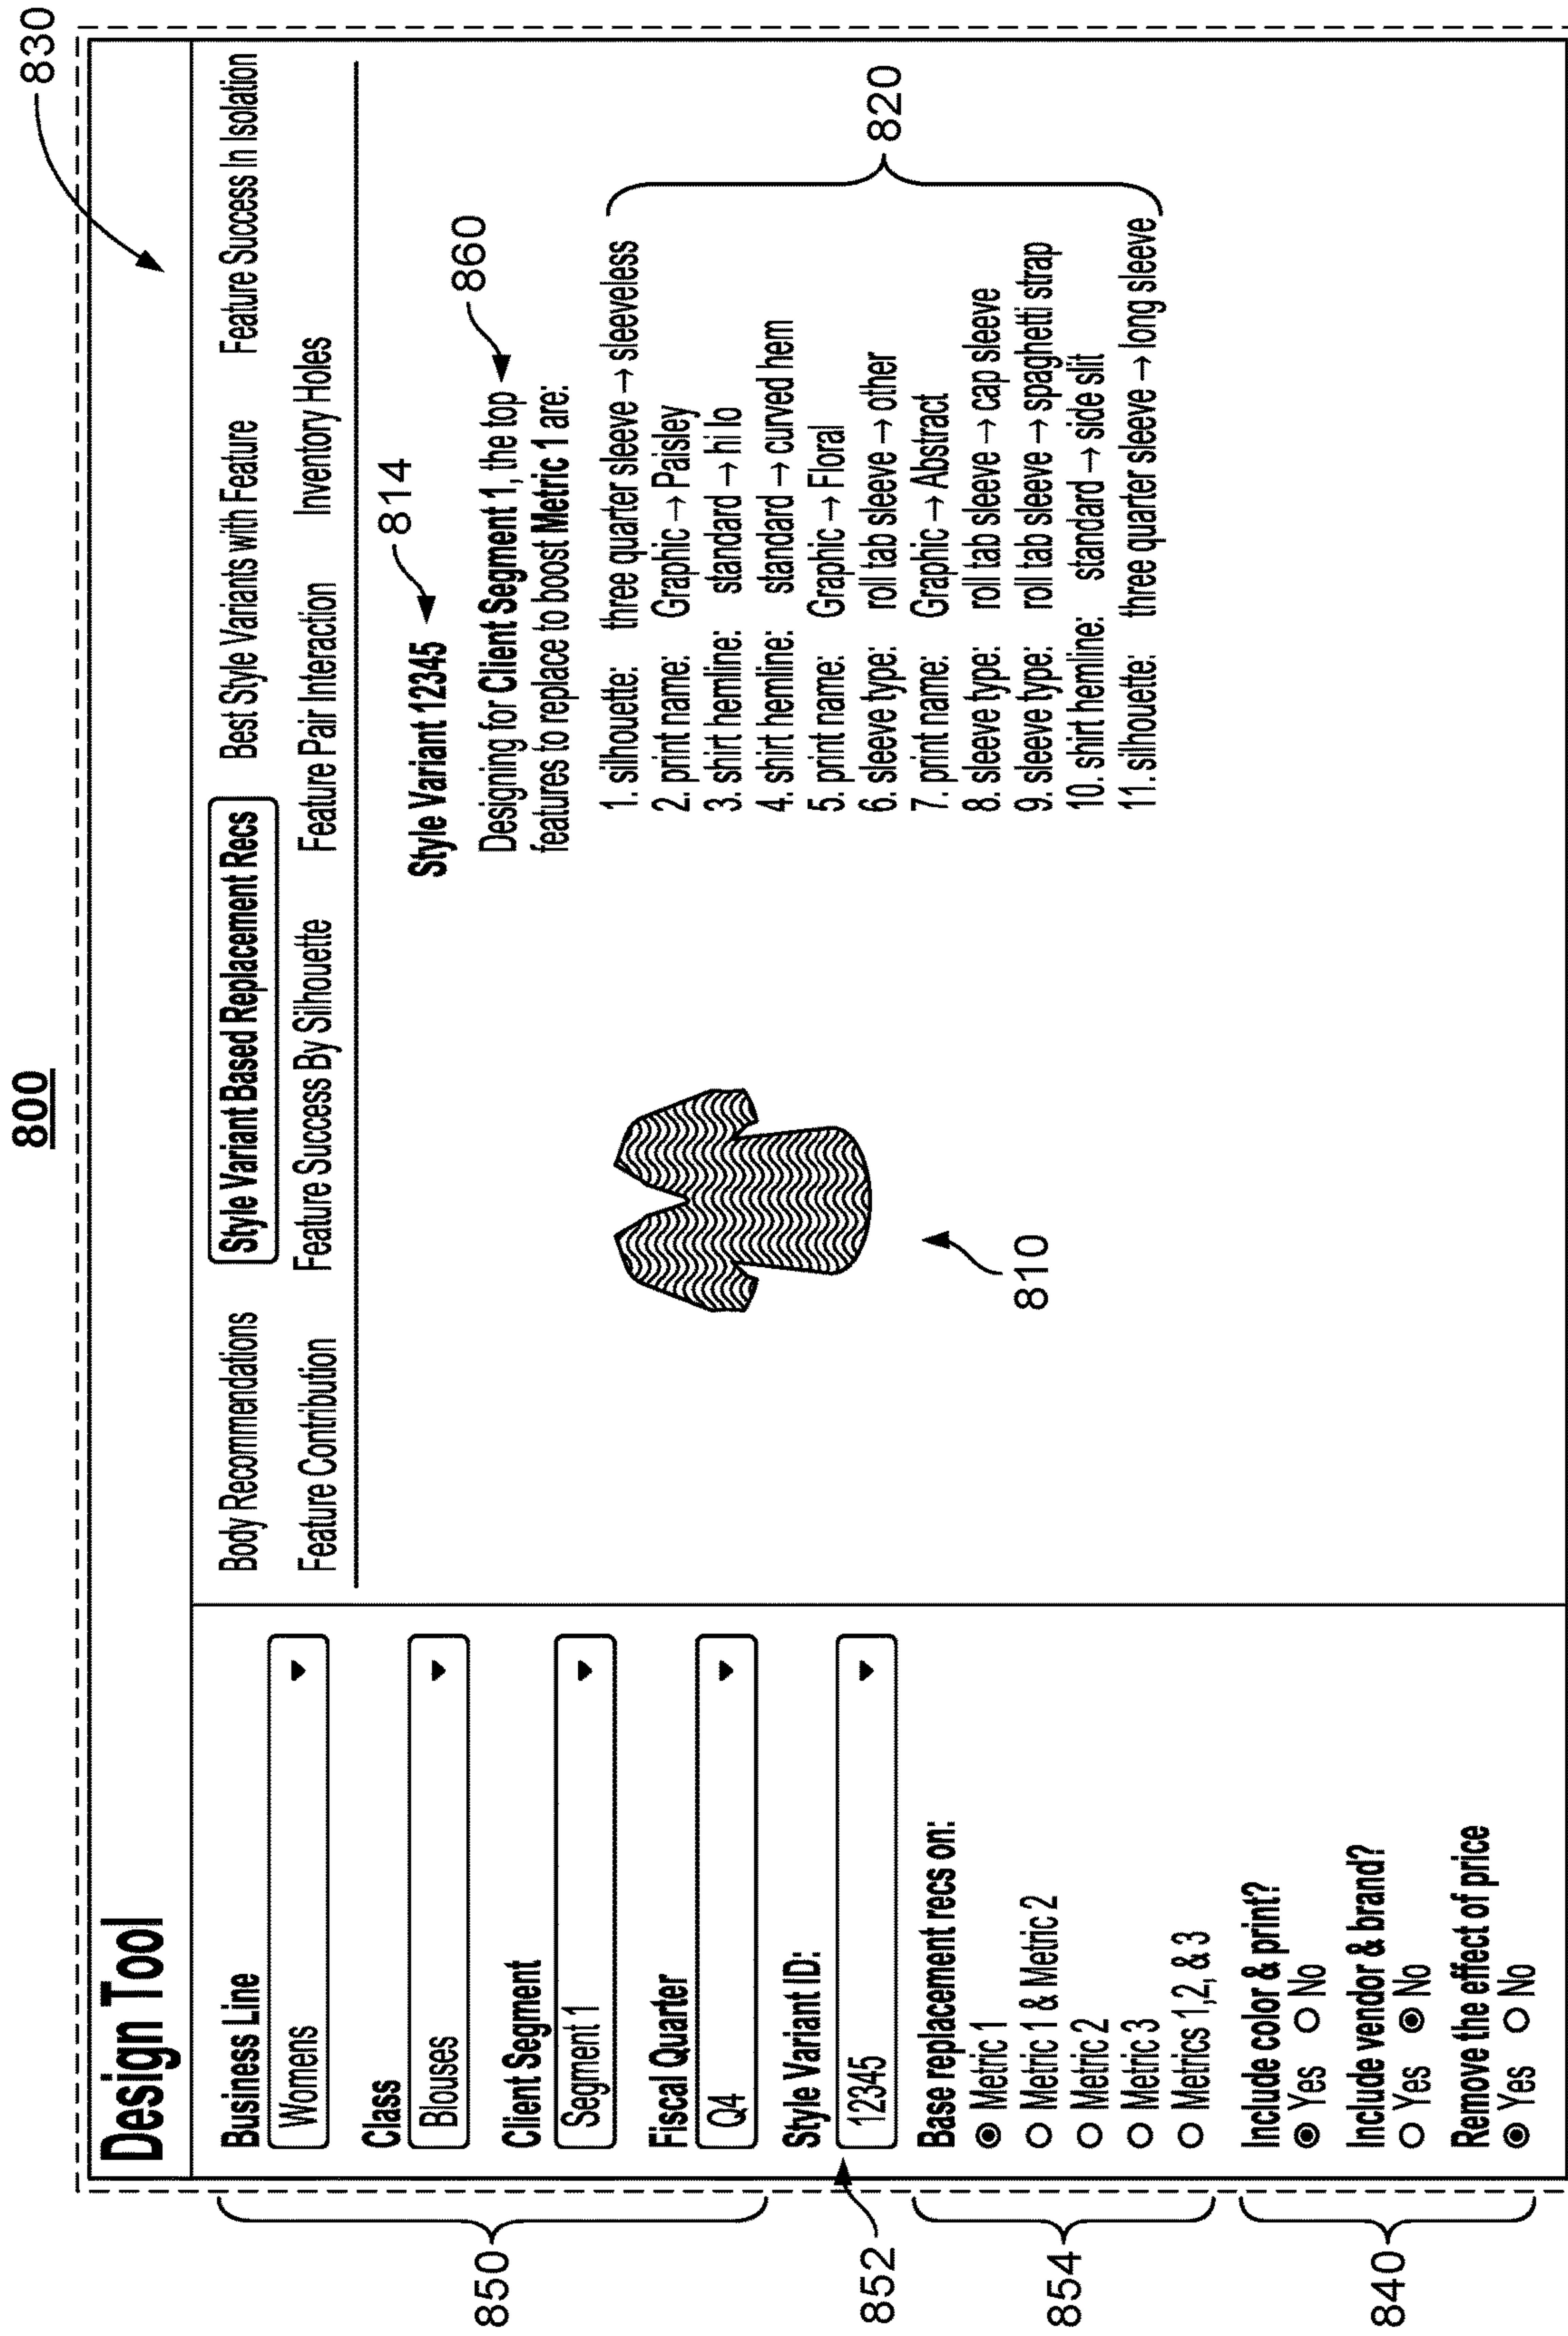 800
830
Design Tool
Business Line
Womens
Class
Blouses
Client Segment
Segment 1
Fiscal Quarter
Q4
Style Variant ID:
12345
Base replacement recs on:
Metric 1
Metric 1 & Metric 2
Metric 2
Metric 3
Metrics 1,2, & 3
Include color & print?
Yes No
Include vendor & brand?
Yes No
Remove the effect of price
Yes No
850
852
854
840
Body Recommendations Style Variant Based Replacement Recs Best Style Variants with Feature Feature Success In Isolation
Feature Contribution Feature Success By Silhouette Feature Pair Interaction Inventory Holes
810
Style Variant 12345
814
Designing for Client Segment 1, the top
features to replace to boost Metric 1 are:
860
1. silhouette: three quarter sleeve → sleeveless
2. print name: Graphic → Paisley
3. shirt hemline: standard → hi lo
4. shirt hemline: standard → curved hem
5. print name: Graphic → Floral
6. sleeve type: roll tab sleeve → other
7. print name: Graphic → Abstract
8. sleeve type: roll tab sleeve → cap sleeve
9. sleeve type: roll tab sleeve → spaghetti strap
10. shirt hemline: standard → side slit
11. silhouette: three quarter sleeve → long sleeve
820